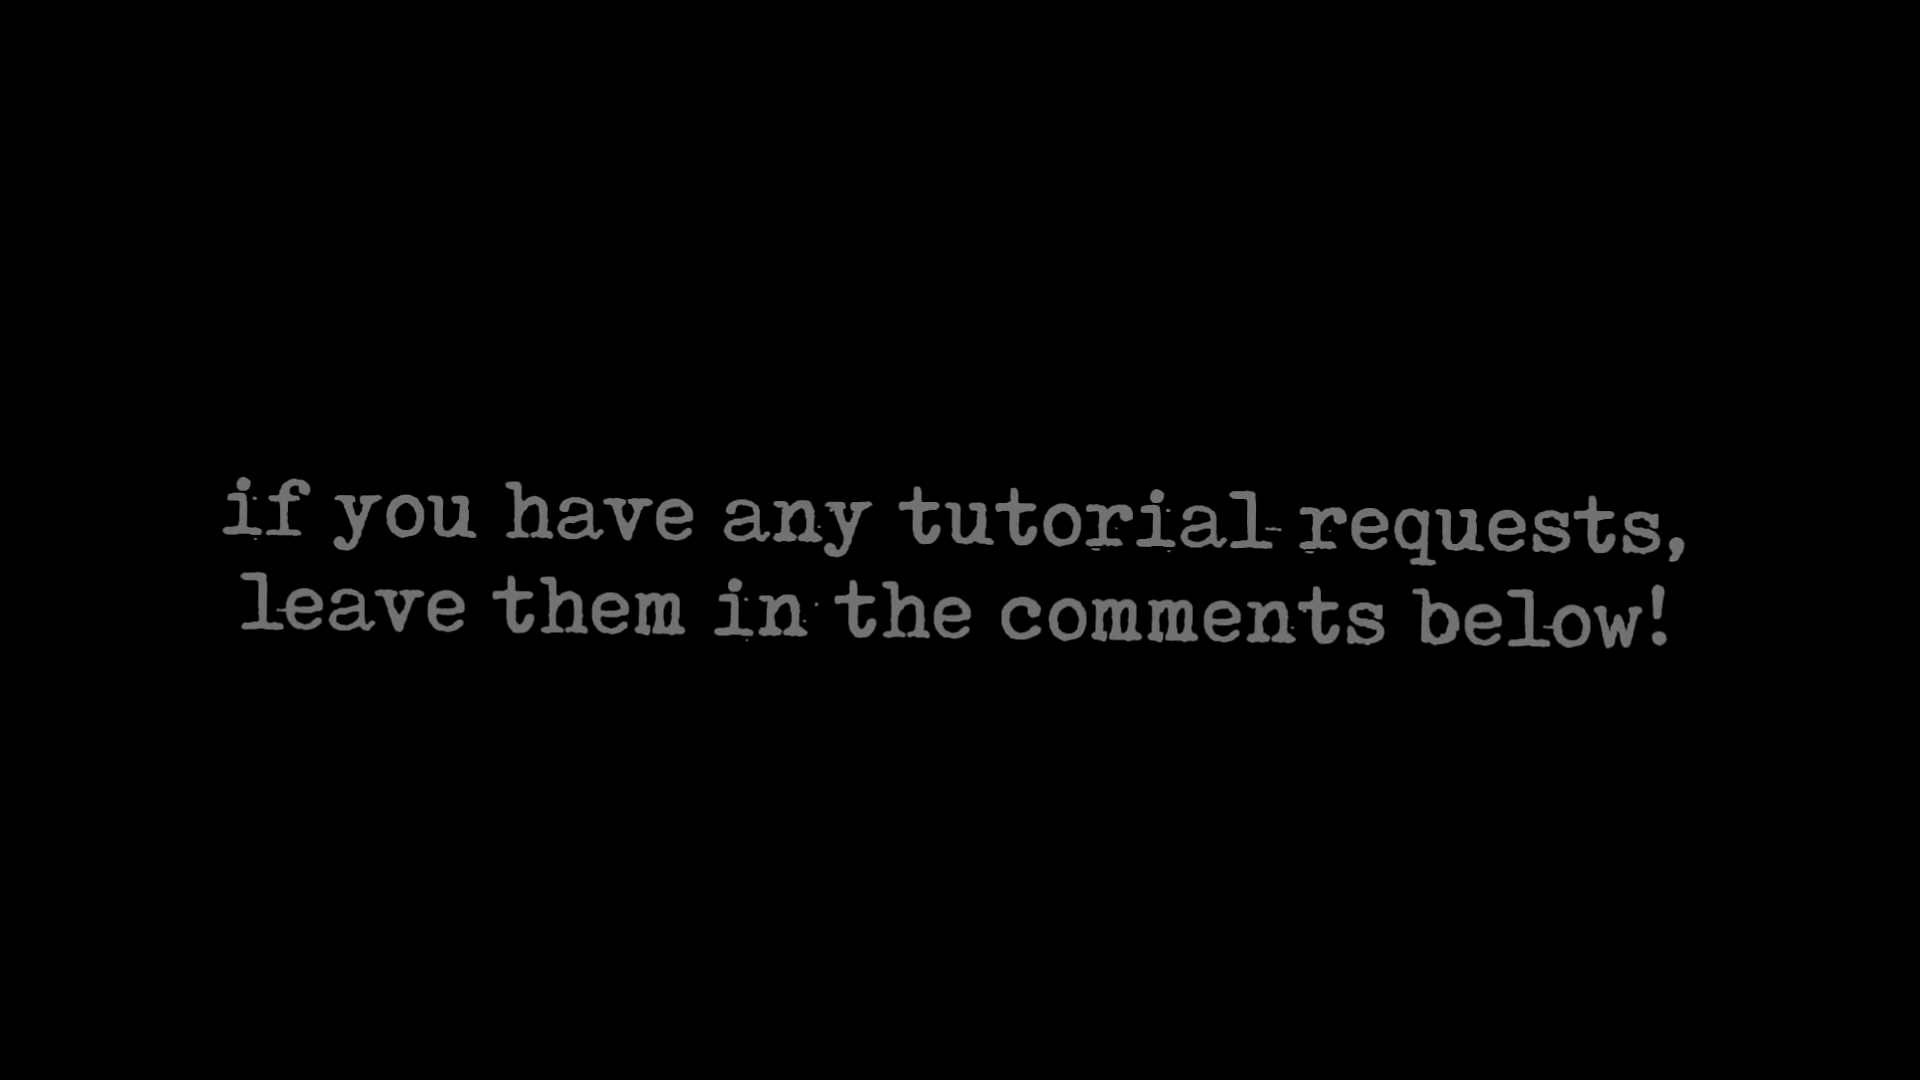 if you have any tutorial requests,
leave them in the comments below!